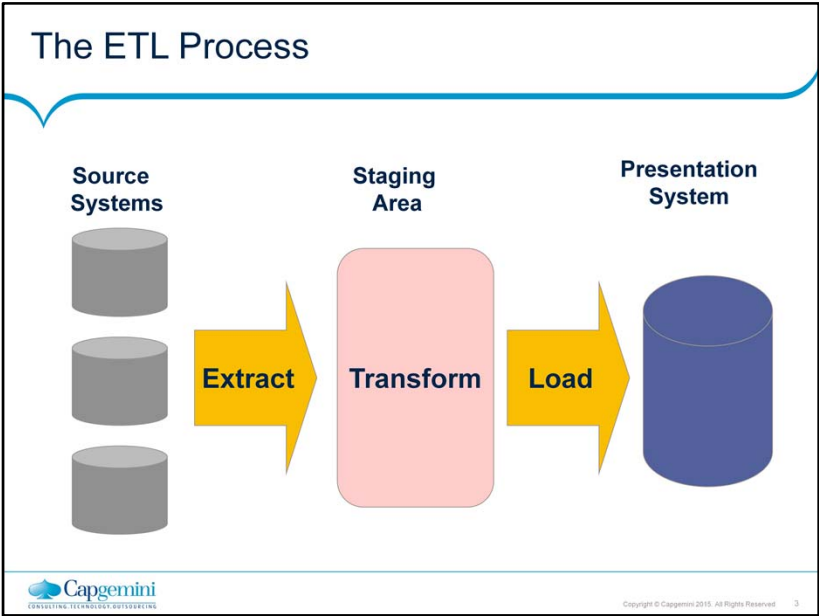 The ETL Process
Source
Systems
Staging
Area
Presentation
System
Extract
Transform
Load
Capgemini
CONSULTING.TECHNOLOGY.OUTSOURCING
Copyright © Capgemini 2015. All Rights Reserved
3